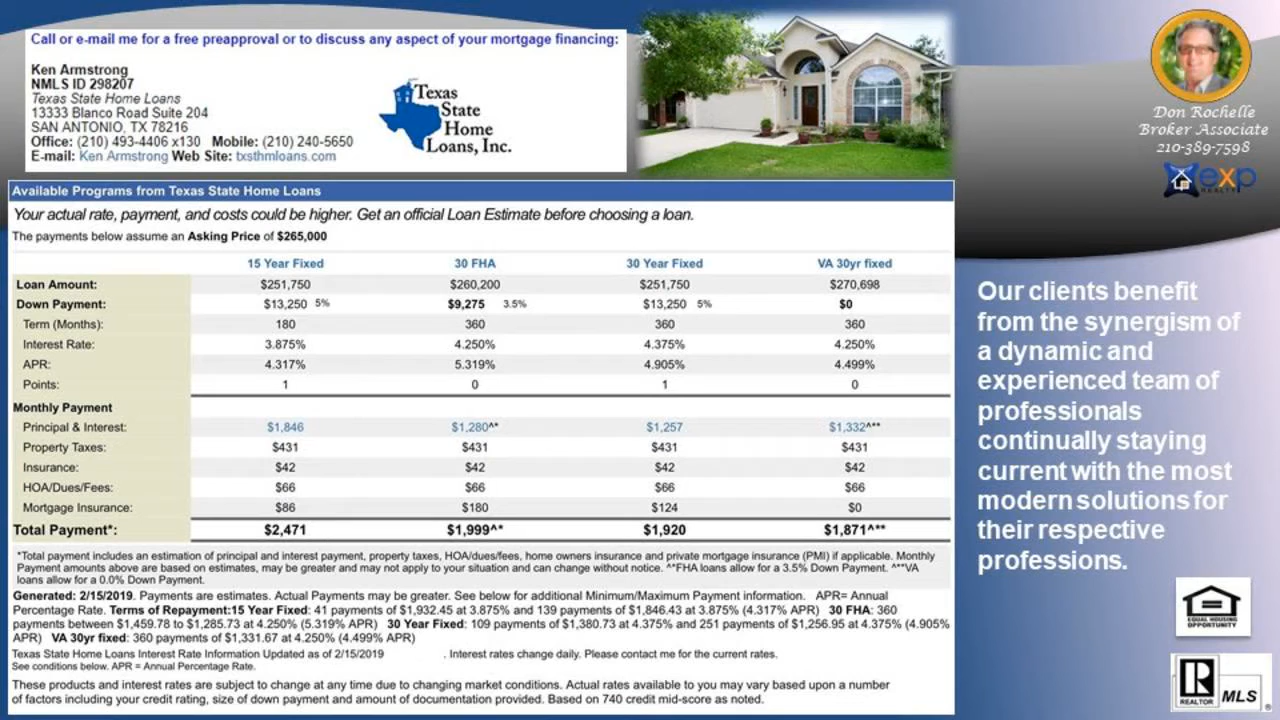 Call or e-mail me for a free preapproval or to discuss any aspect of your mortgage financing:
Ken Armstrong
NMLS ID 298207
Texas State Home Loans
13333 Blanco Road Suite 204
SAN ANTONIO, TX 78216
Office: (210) 493-4406 x130 Mobile: (210) 240-5650
E-mail: Ken Armstrong Web Site: txsthmloans.com
Texas
State
Home
Loans, Inc.
Don Rochelle
Broker Associate
210-389-7598
exp
REALTY
Available Programs from Texas State Home Loans
Your actual rate, payment, and costs could be higher. Get an official Loan Estimate before choosing a loan.
The payments below assume an Asking Price of $265,000
15 Year Fixed 30 FHA 30 Year Fixed VA 30yr fixed
Loan Amount: $251,750 $260,200 $251,750 $270,698
Down Payment: $13,250 5% $9,275 3.5% $13,250 5% $0
Term (Months): 180 360 360 360
Interest Rate: 3.875% 4.250% 4.375% 4.250%
APR: 4.317% 5.319% 4.905% 4.499%
Points: 1 0 1 0
Monthly Payment
Principal & Interest: $1,846 $1,280^* $1,257 $1,332^**
Property Taxes: $431 $431 $431 $431
Insurance: $42 $42 $42 $42
HOA/Dues/Fees: $66 $66 $66 $66
Mortgage Insurance: $86 $180 $124 $0
Total Payment*: $2,471 $1,999^* $1,920 $1,871^**
*Total payment includes an estimation of principal and interest payment, property taxes, HOA/dues/fees, home owners insurance and private mortgage insurance (PMI) if applicable. Monthly
Payment amounts above are based on estimates, may be greater and may not apply to your situation and can change without notice. ^*FHA loans allow for a 3.5% Down Payment. ^**VA
loans allow for a 0.0% Down Payment.
Generated: 2/15/2019. Payments are estimates. Actual Payments may be greater. See below for additional Minimum/Maximum Payment information. APR= Annual
Percentage Rate. Terms of Repayment:15 Year Fixed: 41 payments of $1,932.45 at 3.875% and 139 payments of $1,846.43 at 3.875% (4.317% APR) 30 FHA: 360
payments between $1,459.78 to $1,285.73 at 4.250% (5.319% APR) 30 Year Fixed: 109 payments of $1,380.73 at 4.375% and 251 payments of $1,256.95 at 4.375% (4.905%
APR) VA 30yr fixed: 360 payments of $1,331.67 at 4.250% (4.499% APR)
Texas State Home Loans Interest Rate Information Updated as of 2/15/2019 . Interest rates change daily. Please contact me for the current rates.
See conditions below. APR = Annual Percentage Rate.
These products and interest rates are subject to change at any time due to changing market conditions. Actual rates available to you may vary based upon a number
of factors including your credit rating, size of down payment and amount of documentation provided. Based on 740 credit mid-score as noted.
Our clients benefit
from the synergism of
a dynamic and
experienced team of
professionals
continually staying
current with the most
modern solutions for
their respective
professions.
EQUAL HOUSING
OPPORTUNITY
R
REALTOR
MLS
®